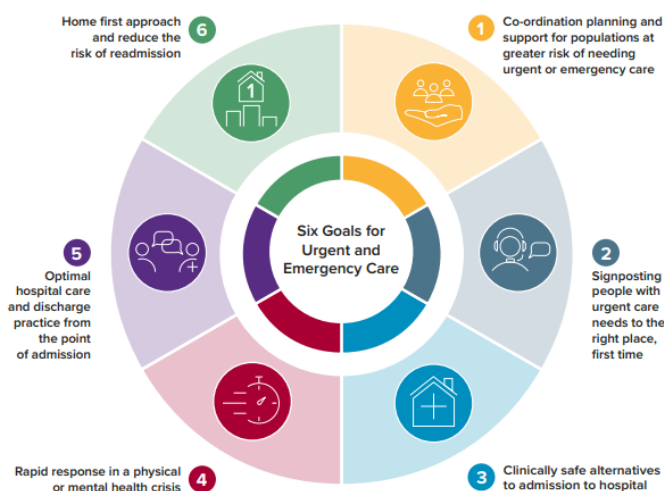 Six Goals for
Urgent and
Emergency Care
1
Co-ordination planning and
support for populations at
greater risk of needing
urgent or emergency care
2
Signposting
people with
urgent care
needs to the
right place,
first time
3
Clinically safe alternatives
to admission to hospital
4
Rapid response in a physical
or mental health crisis
5
Optimal
hospital care
and discharge
practice from
the point
of admission
6
Home first approach
and reduce the
risk of readmission
1